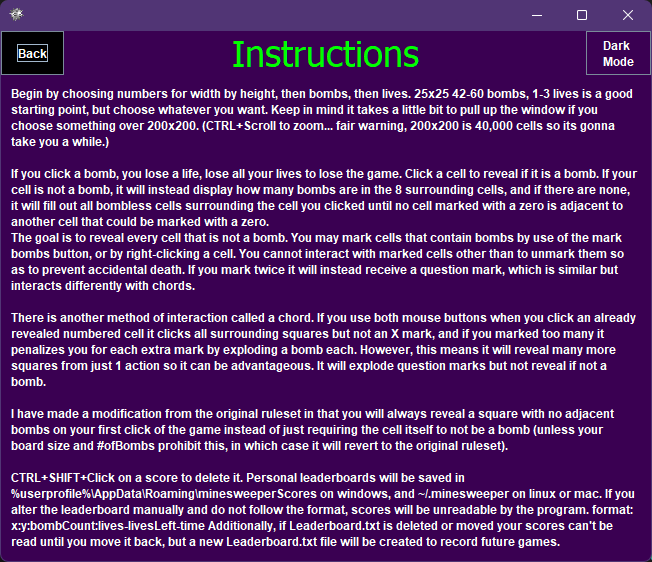 Instructions
Back
Dark
Mode
Begin by choosing numbers for width by height, then bombs, then lives. 25x25 42-60 bombs, 1-3 lives is a good
starting point, but choose whatever you want. Keep in mind it takes a little bit to pull up the window if you
choose something over 200x200. (CTRL+Scroll to zoom... fair warning, 200x200 is 40,000 cells so its gonna
take you a while.)
If you click a bomb, you lose a life, lose all your lives to lose the game. Click a cell to reveal if it is a bomb. If your
cell is not a bomb, it will instead display how many bombs are in the 8 surrounding cells, and if there are none,
it will fill out all bombless cells surrounding the cell you clicked until no cell marked with a zero is adjacent to
another cell that could be marked with a zero.
The goal is to reveal every cell that is not a bomb. You may mark cells that contain bombs by use of the mark
bombs button, or by right-clicking a cell. You cannot interact with marked cells other than to unmark them so
as to prevent accidental death. If you mark twice it will instead receive a question mark, which is similar but
interacts differently with chords.
There is another method of interaction called a chord. If you use both mouse buttons when you click an already
revealed numbered cell it clicks all surrounding squares but not an X mark, and if you marked too many it
penalizes you for each extra mark by exploding a bomb each. However, this means it will reveal many more
squares from just 1 action so it can be advantageous. It will explode question marks but not reveal if not a
bomb.
I have made a modification from the original ruleset in that you will always reveal a square with no adjacent
bombs on your first click of the game instead of just requiring the cell itself to not be a bomb (unless your
board size and #ofBombs prohibit this, in which case it will revert to the original ruleset).
CTRL+SHIFT+Click on a score to delete it. Personal leaderboards will be saved in
%userprofile%\AppData\Roaming\minesweeperScores on windows, and ~/.minesweeper on linux or mac. If you
alter the leaderboard manually and do not follow the format, scores will be unreadable by the program. format:
x:y:bombCount:lives-livesLeft-time Additionally, if Leaderboard.txt is deleted or moved your scores can't be
read until you move it back, but a new Leaderboard.txt file will be created to record future games.